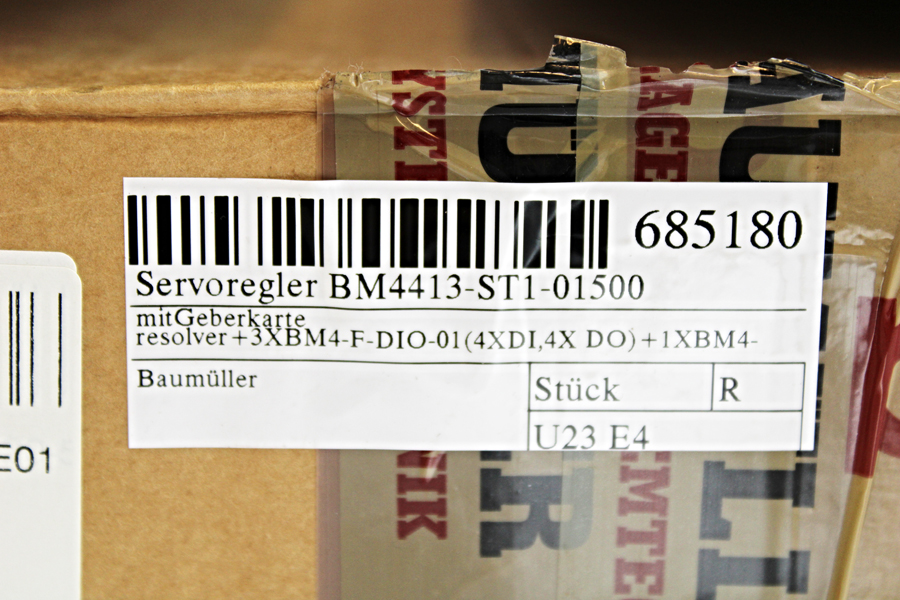 685180
Servoregler BM4413-ST1-01500
mitGeberkarte
resolver+3XBM4-F-DIO-01(4XDI,4X DO)+1XBM4-
Baumüller
Stück R
U23 E4
E01